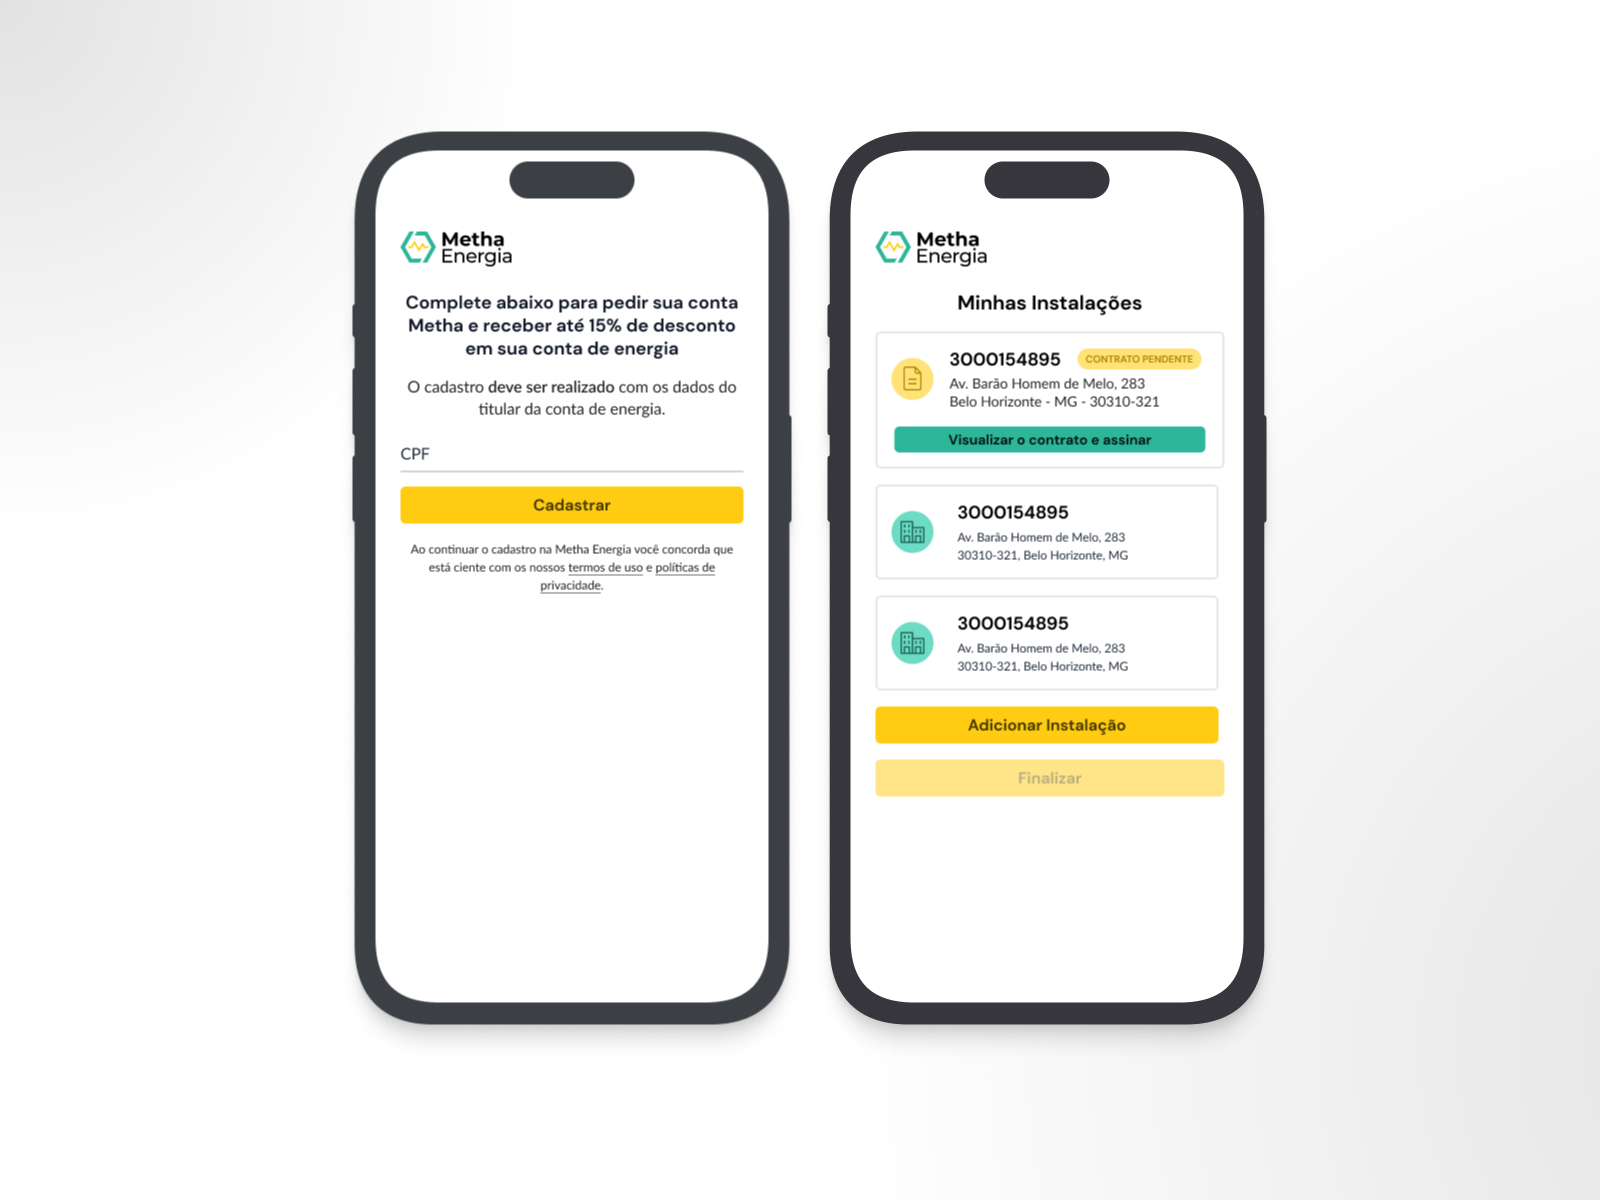 Metha
Energia
Complete abaixo para pedir sua conta
Metha e receber até 15% de desconto
em sua conta de energia
O cadastro deve ser realizado com os dados do
titular da conta de energia.
CPF
Cadastrar
Ao continuar o cadastro na Metha Energia você concorda que
está ciente com os nossos termos de uso e políticas de
privacidade.
Metha
Energia
Minhas Instalações
3000154895 CONTRATO PENDENTE
Av. Barão Homem de Melo, 283
Belo Horizonte - MG - 30310-321
Visualizar o contrato e assinar
3000154895
Av. Barão Homem de Melo, 283
30310-321, Belo Horizonte, MG
3000154895
Av. Barão Homem de Melo, 283
30310-321, Belo Horizonte, MG
Adicionar Instalação
Finalizar